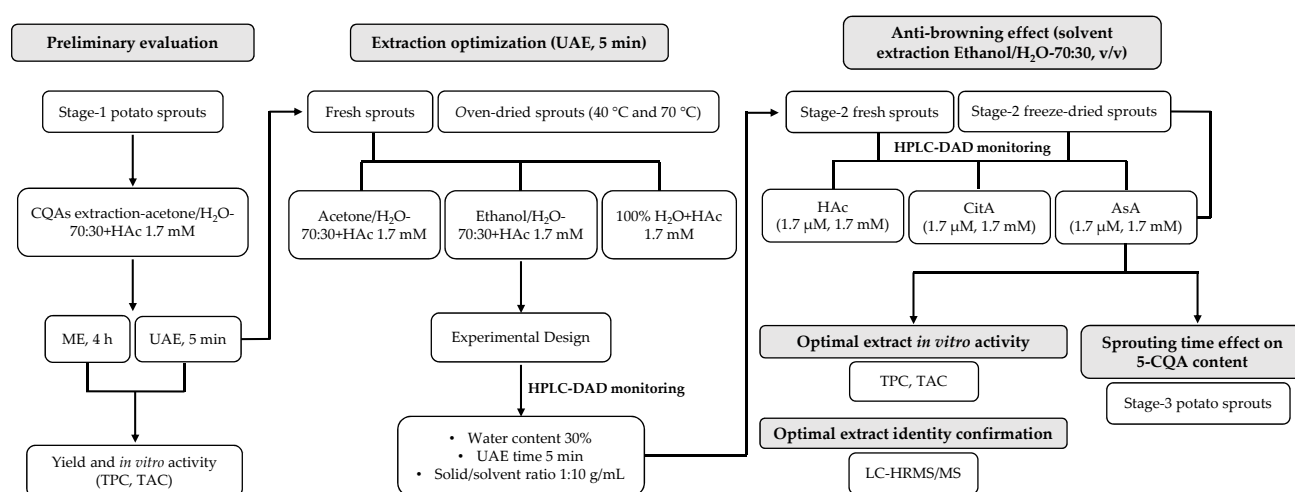 Preliminary evaluation
Stage-1 potato sprouts
CQAs extraction-acetone/H₂O-
70:30+HAc 1.7 mM
ME, 4 h
UAE, 5 min
Yield and in vitro activity
(TPC, TAC)
Extraction optimization (UAE, 5 min)
Fresh sprouts
Oven-dried sprouts (40 °C and 70 °C)
Acetone/H₂O-
70:30+HAc 1.7 mM
Ethanol/H₂O-
70:30+HAc 1.7 mM
100% H₂O+HAc
1.7 mM
Experimental Design
HPLC-DAD monitoring
• Water content 30%
• UAE time 5 min
• Solid/solvent ratio 1:10 g/mL
Anti-browning effect (solvent
extraction Ethanol/H₂O-70:30, v/v)
Stage-2 fresh sprouts
Stage-2 freeze-dried sprouts
HPLC-DAD monitoring
HAc
(1.7 µM, 1.7 mM)
CitA
(1.7 µM, 1.7 mM)
AsA
(1.7 µM, 1.7 mM)
Optimal extract in vitro activity
TPC, TAC
Optimal extract identity confirmation
LC-HRMS/MS
Sprouting time effect on
5-CQA content
Stage-3 potato sprouts